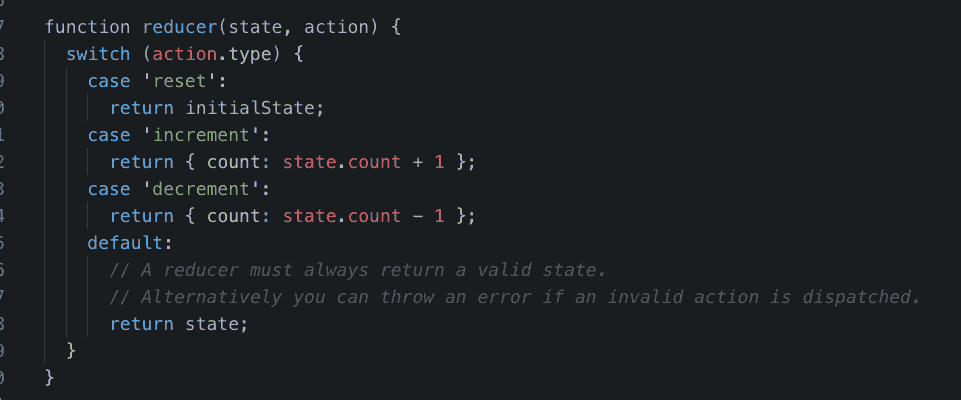 function reducer(state, action) {
switch (action.type) {
case 'reset':
return initialState;
case 'increment':
return { count: state.count + 1 };
case 'decrement':
return { count: state.count - 1 };
default:
// A reducer must always return a valid state.
// Alternatively you can throw an error if an invalid action is dispatched.
return state;
}
}